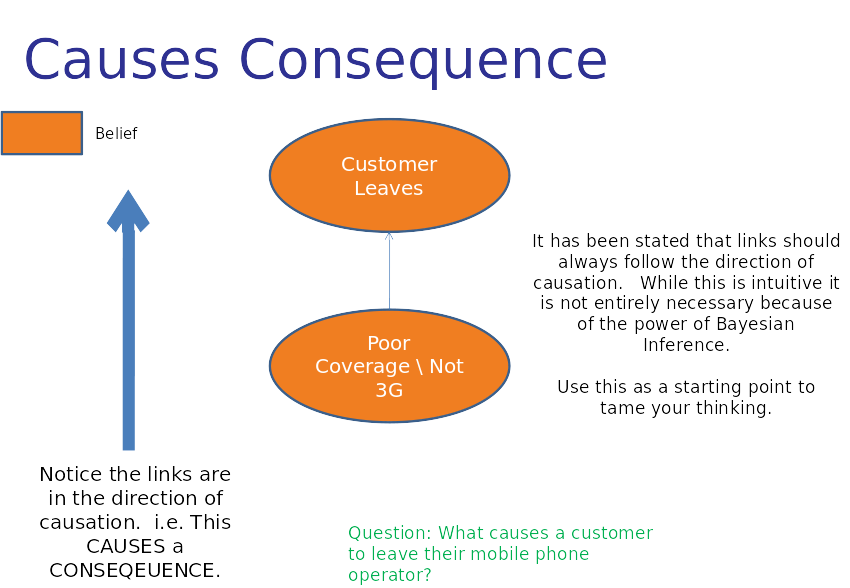 Causes Consequence
Belief
Customer
Leaves
It has been stated that links should
always follow the direction of
causation.   While this is intuitive it
is not entirely necessary because
of the power of Bayesian
Inference.
Use this as a starting point to
tame your thinking.
Poor
Coverage \ Not
3G
Notice the links are
in the direction of
causation.  i.e. This
CAUSES a
CONSEQEUENCE.
Question: What causes a customer
to leave their mobile phone
operator?